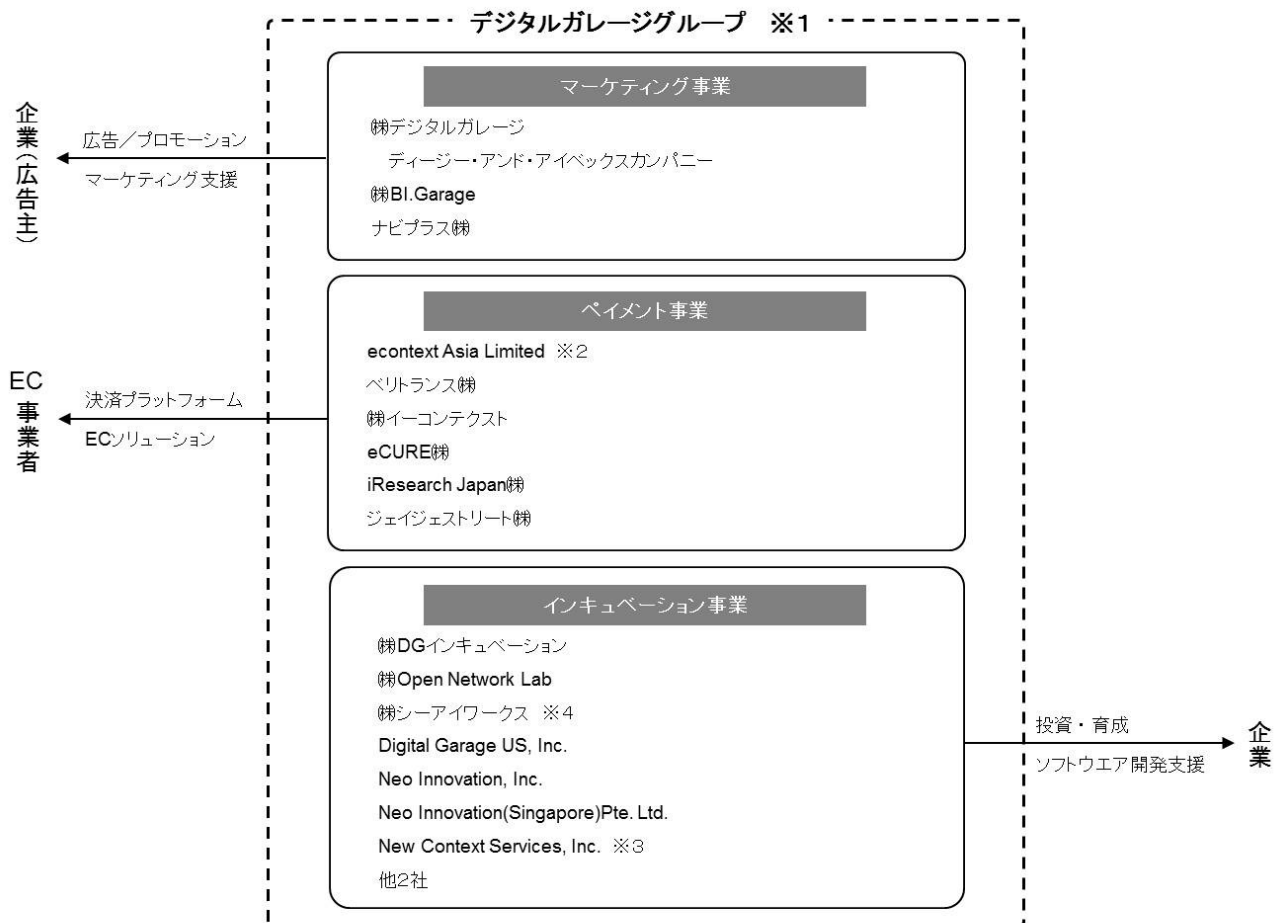 デジタルガレージグループ ※1
マーケティング事業
㈱デジタルガレージ
ディージー・アンド・アイベックスカンパニー
㈱BI.Garage
ナビプラス㈱
企業(広告主)
広告／プロモーション
マーケティング支援
ペイメント事業
econtext Asia Limited ※2
ベリトランス㈱
㈱イーコンテクスト
eCURE㈱
iResearch Japan㈱
ジェイジェストリート㈱
EC事業者
決済プラットフォーム
ECソリューション
インキュベーション事業
㈱DGインキュベーション
㈱Open Network Lab
㈱シーアイワークス ※4
Digital Garage US, Inc.
Neo Innovation, Inc.
Neo Innovation(Singapore)Pte. Ltd.
New Context Services, Inc. ※3
他2社
投資・育成
ソフトウエア開発支援
企業